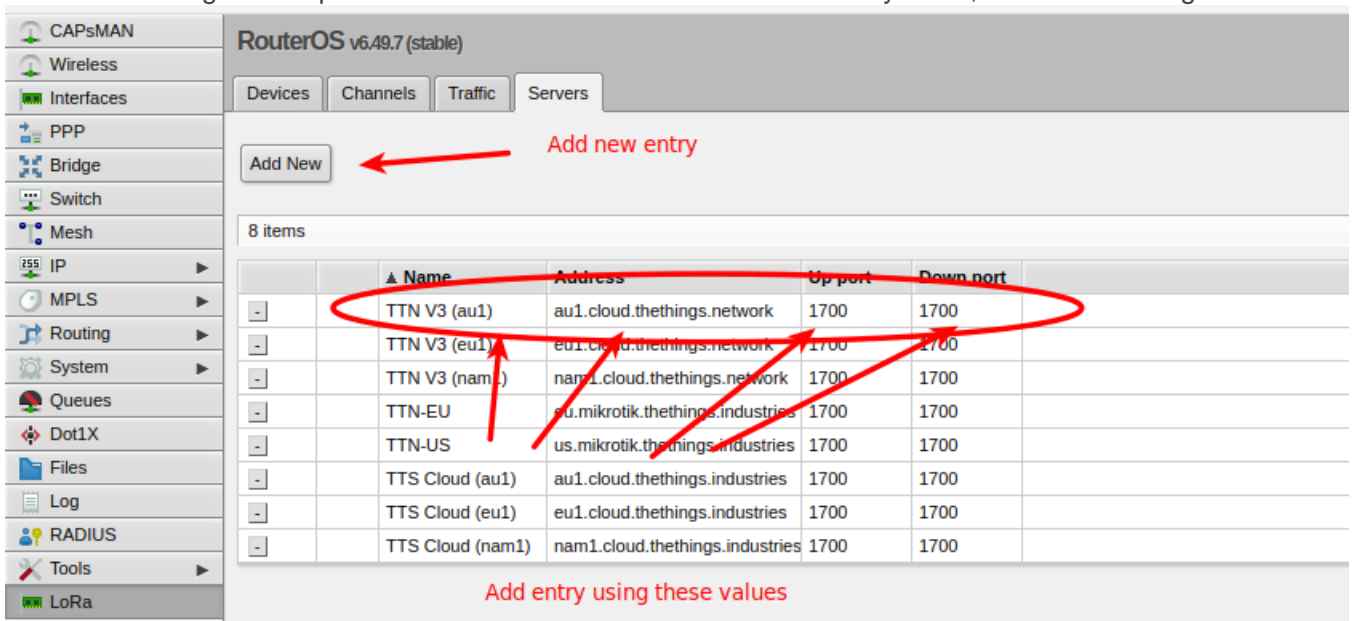 CAPsMAN
Wireless
Interfaces
PPP
Bridge
Switch
Mesh
IP
MPLS
Routing
System
Queues
Dot1X
Files
Log
RADIUS
Tools
LoRa
RouterOS v6.49.7 (stable)
Devices Channels Traffic Servers
Add New
Add new entry
8 items
▲ Name Address Up port Down port
- TTN V3 (au1) au1.cloud.thethings.network 1700 1700
- TTN V3 (eu1) eu1.cloud.thethings.network 1700 1700
- TTN V3 (nam1) nam1.cloud.thethings.network 1700 1700
- TTN-EU eu.mikrotik.thethings.industries 1700 1700
- TTN-US us.mikrotik.thethings.industries 1700 1700
- TTS Cloud (au1) au1.cloud.thethings.industries 1700 1700
- TTS Cloud (eu1) eu1.cloud.thethings.industries 1700 1700
- TTS Cloud (nam1) nam1.cloud.thethings.industries 1700 1700
Add entry using these values